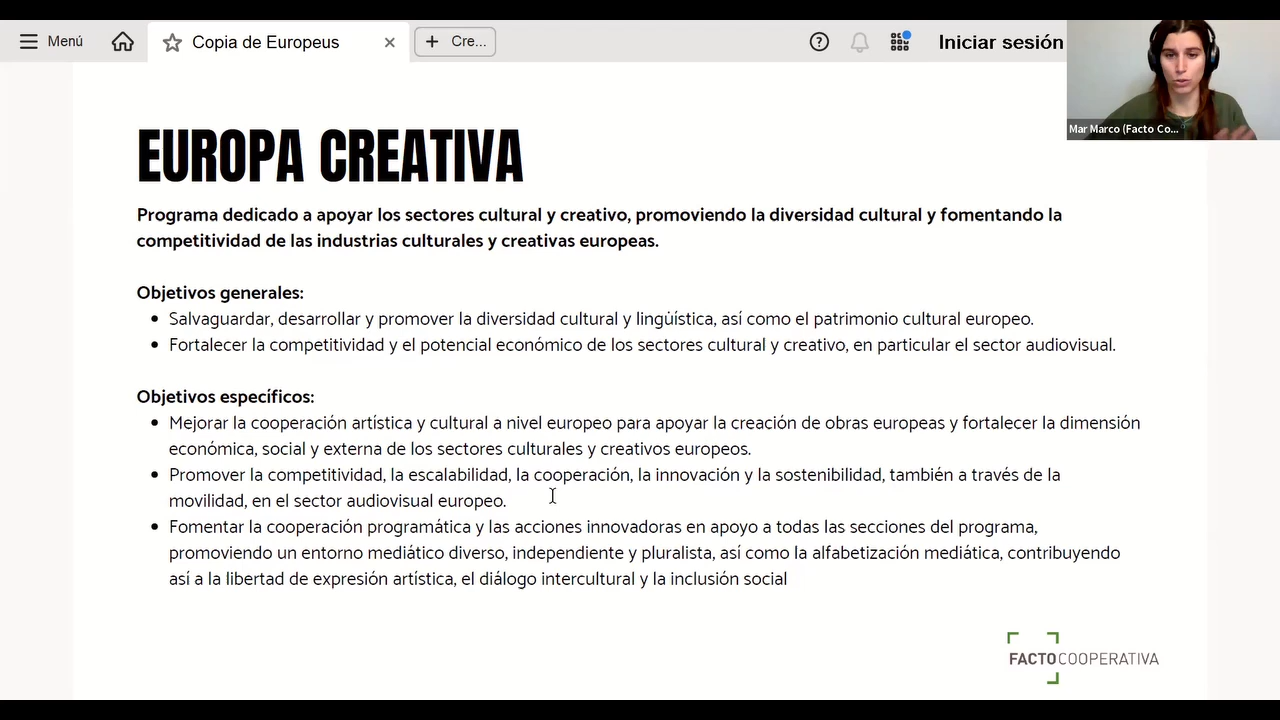 Menú
Copia de Europeus
Cre...
Iniciar sesión
Mar Marco (Facto Co...
EUROPA CREATIVA
Programa dedicado a apoyar los sectores cultural y creativo, promoviendo la diversidad cultural y fomentando la
competitividad de las industrias culturales y creativas europeas.
Objetivos generales:
• Salvaguardar, desarrollar y promover la diversidad cultural y lingüística, así como el patrimonio cultural europeo.
• Fortalecer la competitividad y el potencial económico de los sectores cultural y creativo, en particular el sector audiovisual.
Objetivos específicos:
• Mejorar la cooperación artística y cultural a nivel europeo para apoyar la creación de obras europeas y fortalecer la dimensión
económica, social y externa de los sectores culturales y creativos europeos.
• Promover la competitividad, la escalabilidad, la cooperación, la innovación y la sostenibilidad, también a través de la
movilidad, en el sector audiovisual europeo.
• Fomentar la cooperación programática y las acciones innovadoras en apoyo a todas las secciones del programa,
promoviendo un entorno mediático diverso, independiente y pluralista, así como la alfabetización mediática, contribuyendo
así a la libertad de expresión artística, el diálogo intercultural y la inclusión social
FACTOCOOPERATIVA